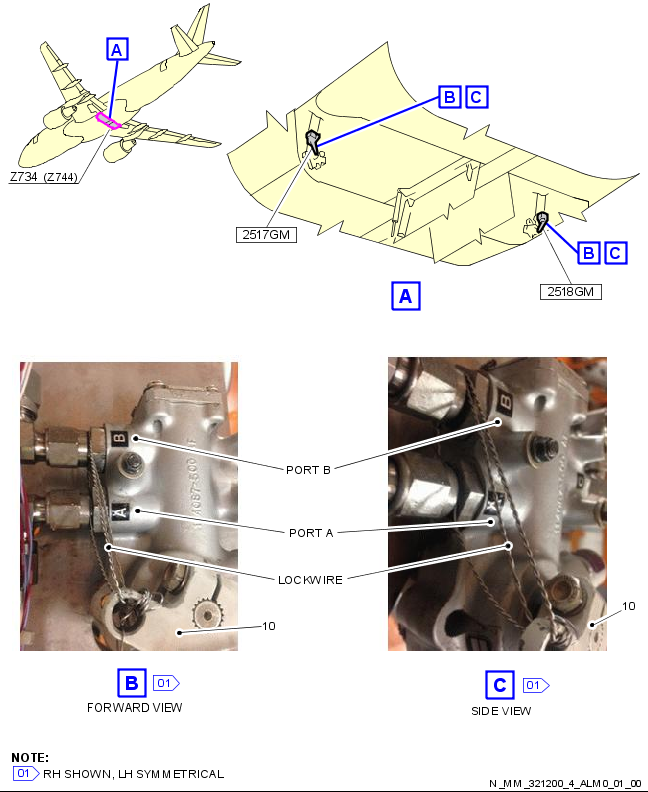 A
B C
Z734 (Z744)
2517GM
B C
2518GM
A
B
A
PORT B
PORT A
LOCKWIRE
10
B
10
B 01
FORWARD VIEW
C 01
SIDE VIEW
NOTE:
01 RH SHOWN, LH SYMMETRICAL
N_MM_321200_4_ALM0_01_00